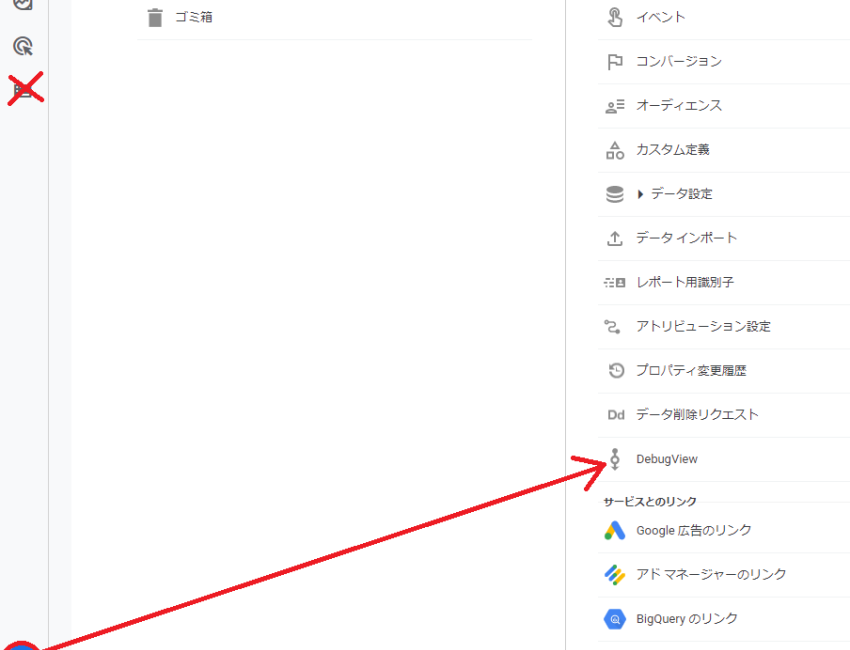 ゴミ箱
イベント
コンバージョン
オーディエンス
カスタム定義
データ設定
データ インポート
レポート用識別子
アトリビューション設定
プロパティ変更履歴
Dd データ削除リクエスト
DebugView
サービスとのリンク
Google 広告のリンク
アド マネージャーのリンク
BigQuery のリンク